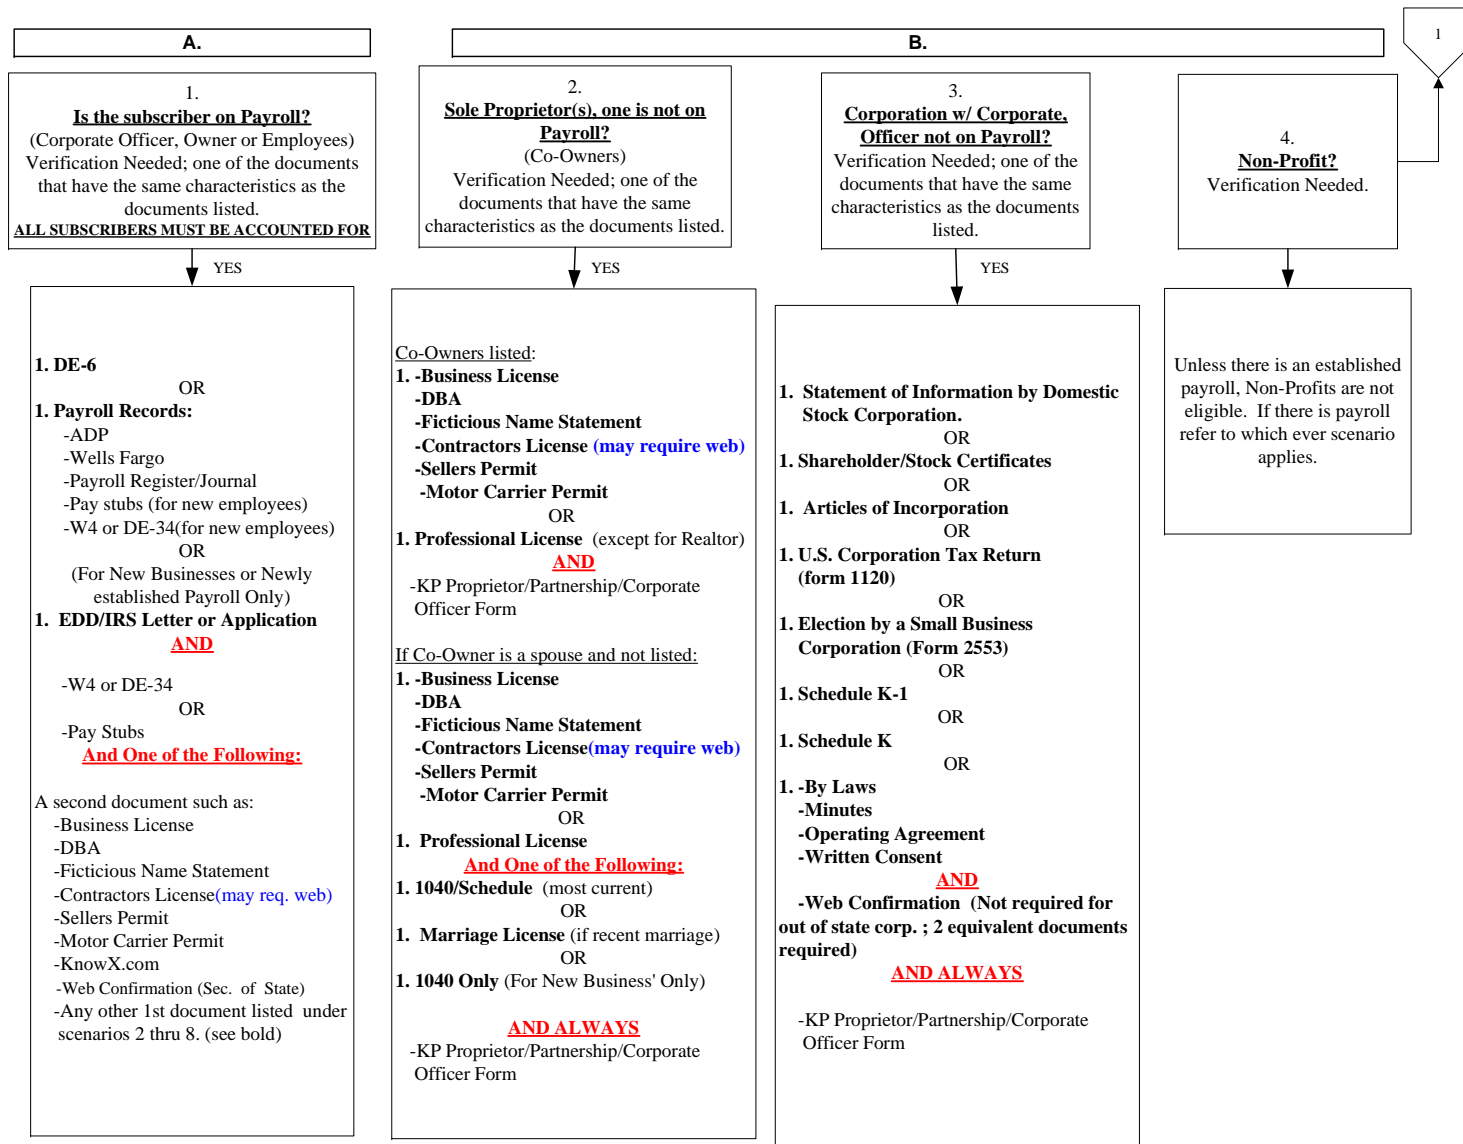 A.
B.
1
1.
Is the subscriber on Payroll?
(Corporate Officer, Owner or Employees)
Verification Needed; one of the documents
that have the same characteristics as the
documents listed.
ALL SUBSCRIBERS MUST BE ACCOUNTED FOR
2.
Sole Proprietor(s), one is not on
Payroll?
(Co-Owners)
Verification Needed; one of the
documents that have the same
characteristics as the documents listed.
3.
Corporation w/ Corporate,
Officer not on Payroll?
Verification Needed; one of the
documents that have the same
characteristics as the documents
listed.
4.
Non-Profit?
Verification Needed.
YES
YES
YES
1. DE-6
OR
1. Payroll Records:
-ADP
-Wells Fargo
-Payroll Register/Journal
-Pay stubs (for new employees)
-W4 or DE-34(for new employees)
OR
(For New Businesses or Newly
established Payroll Only)
1. EDD/IRS Letter or Application
AND
-W4 or DE-34
OR
-Pay Stubs
And One of the Following:
A second document such as:
-Business License
-DBA
-Ficticious Name Statement
-Contractors License(may req. web)
-Sellers Permit
-Motor Carrier Permit
-KnowX.com
-Web Confirmation (Sec. of State)
-Any other 1st document listed under
scenarios 2 thru 8. (see bold)
Co-Owners listed:
1. -Business License
-DBA
-Ficticious Name Statement
-Contractors License (may require web)
-Sellers Permit
-Motor Carrier Permit
OR
1. Professional License (except for Realtor)
AND
-KP Proprietor/Partnership/Corporate
Officer Form
If Co-Owner is a spouse and not listed:
1. -Business License
-DBA
-Ficticious Name Statement
-Contractors License(may require web)
-Sellers Permit
-Motor Carrier Permit
OR
1. Professional License
And One of the Following:
1. 1040/Schedule (most current)
OR
1. Marriage License (if recent marriage)
OR
1. 1040 Only (For New Business' Only)
AND ALWAYS
-KP Proprietor/Partnership/Corporate
Officer Form
1. Statement of Information by Domestic
Stock Corporation.
OR
1. Shareholder/Stock Certificates
OR
1. Articles of Incorporation
OR
1. U.S. Corporation Tax Return
(form 1120)
OR
1. Election by a Small Business
Corporation (Form 2553)
OR
1. Schedule K-1
OR
1. Schedule K
OR
1. -By Laws
-Minutes
-Operating Agreement
-Written Consent
AND
-Web Confirmation (Not required for
out of state corp. ; 2 equivalent documents
required)
AND ALWAYS
-KP Proprietor/Partnership/Corporate
Officer Form
Unless there is an established
payroll, Non-Profits are not
eligible. If there is payroll
refer to which ever scenario
applies.